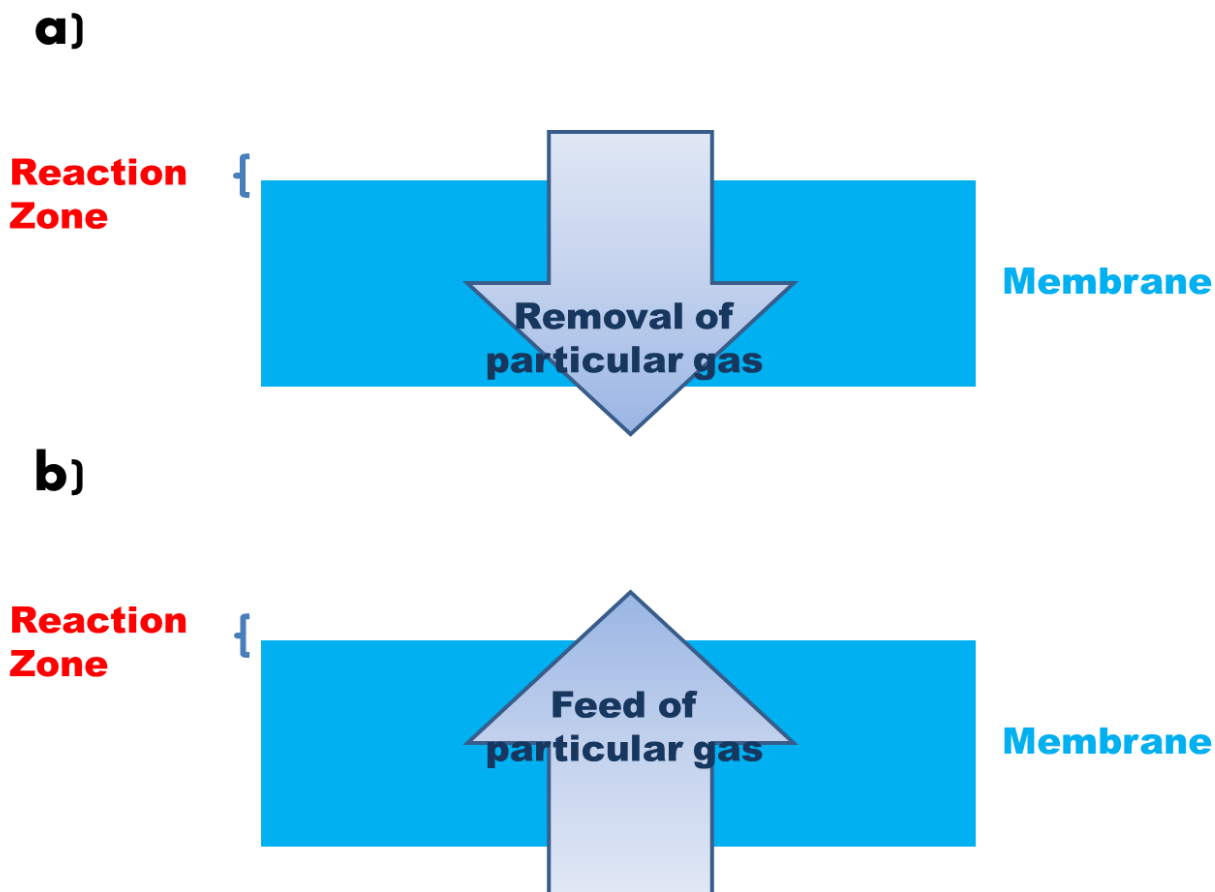 a)
Reaction
Zone
Removal of
particular gas
Membrane
b)
Reaction
Zone
Feed of
particular gas
Membrane